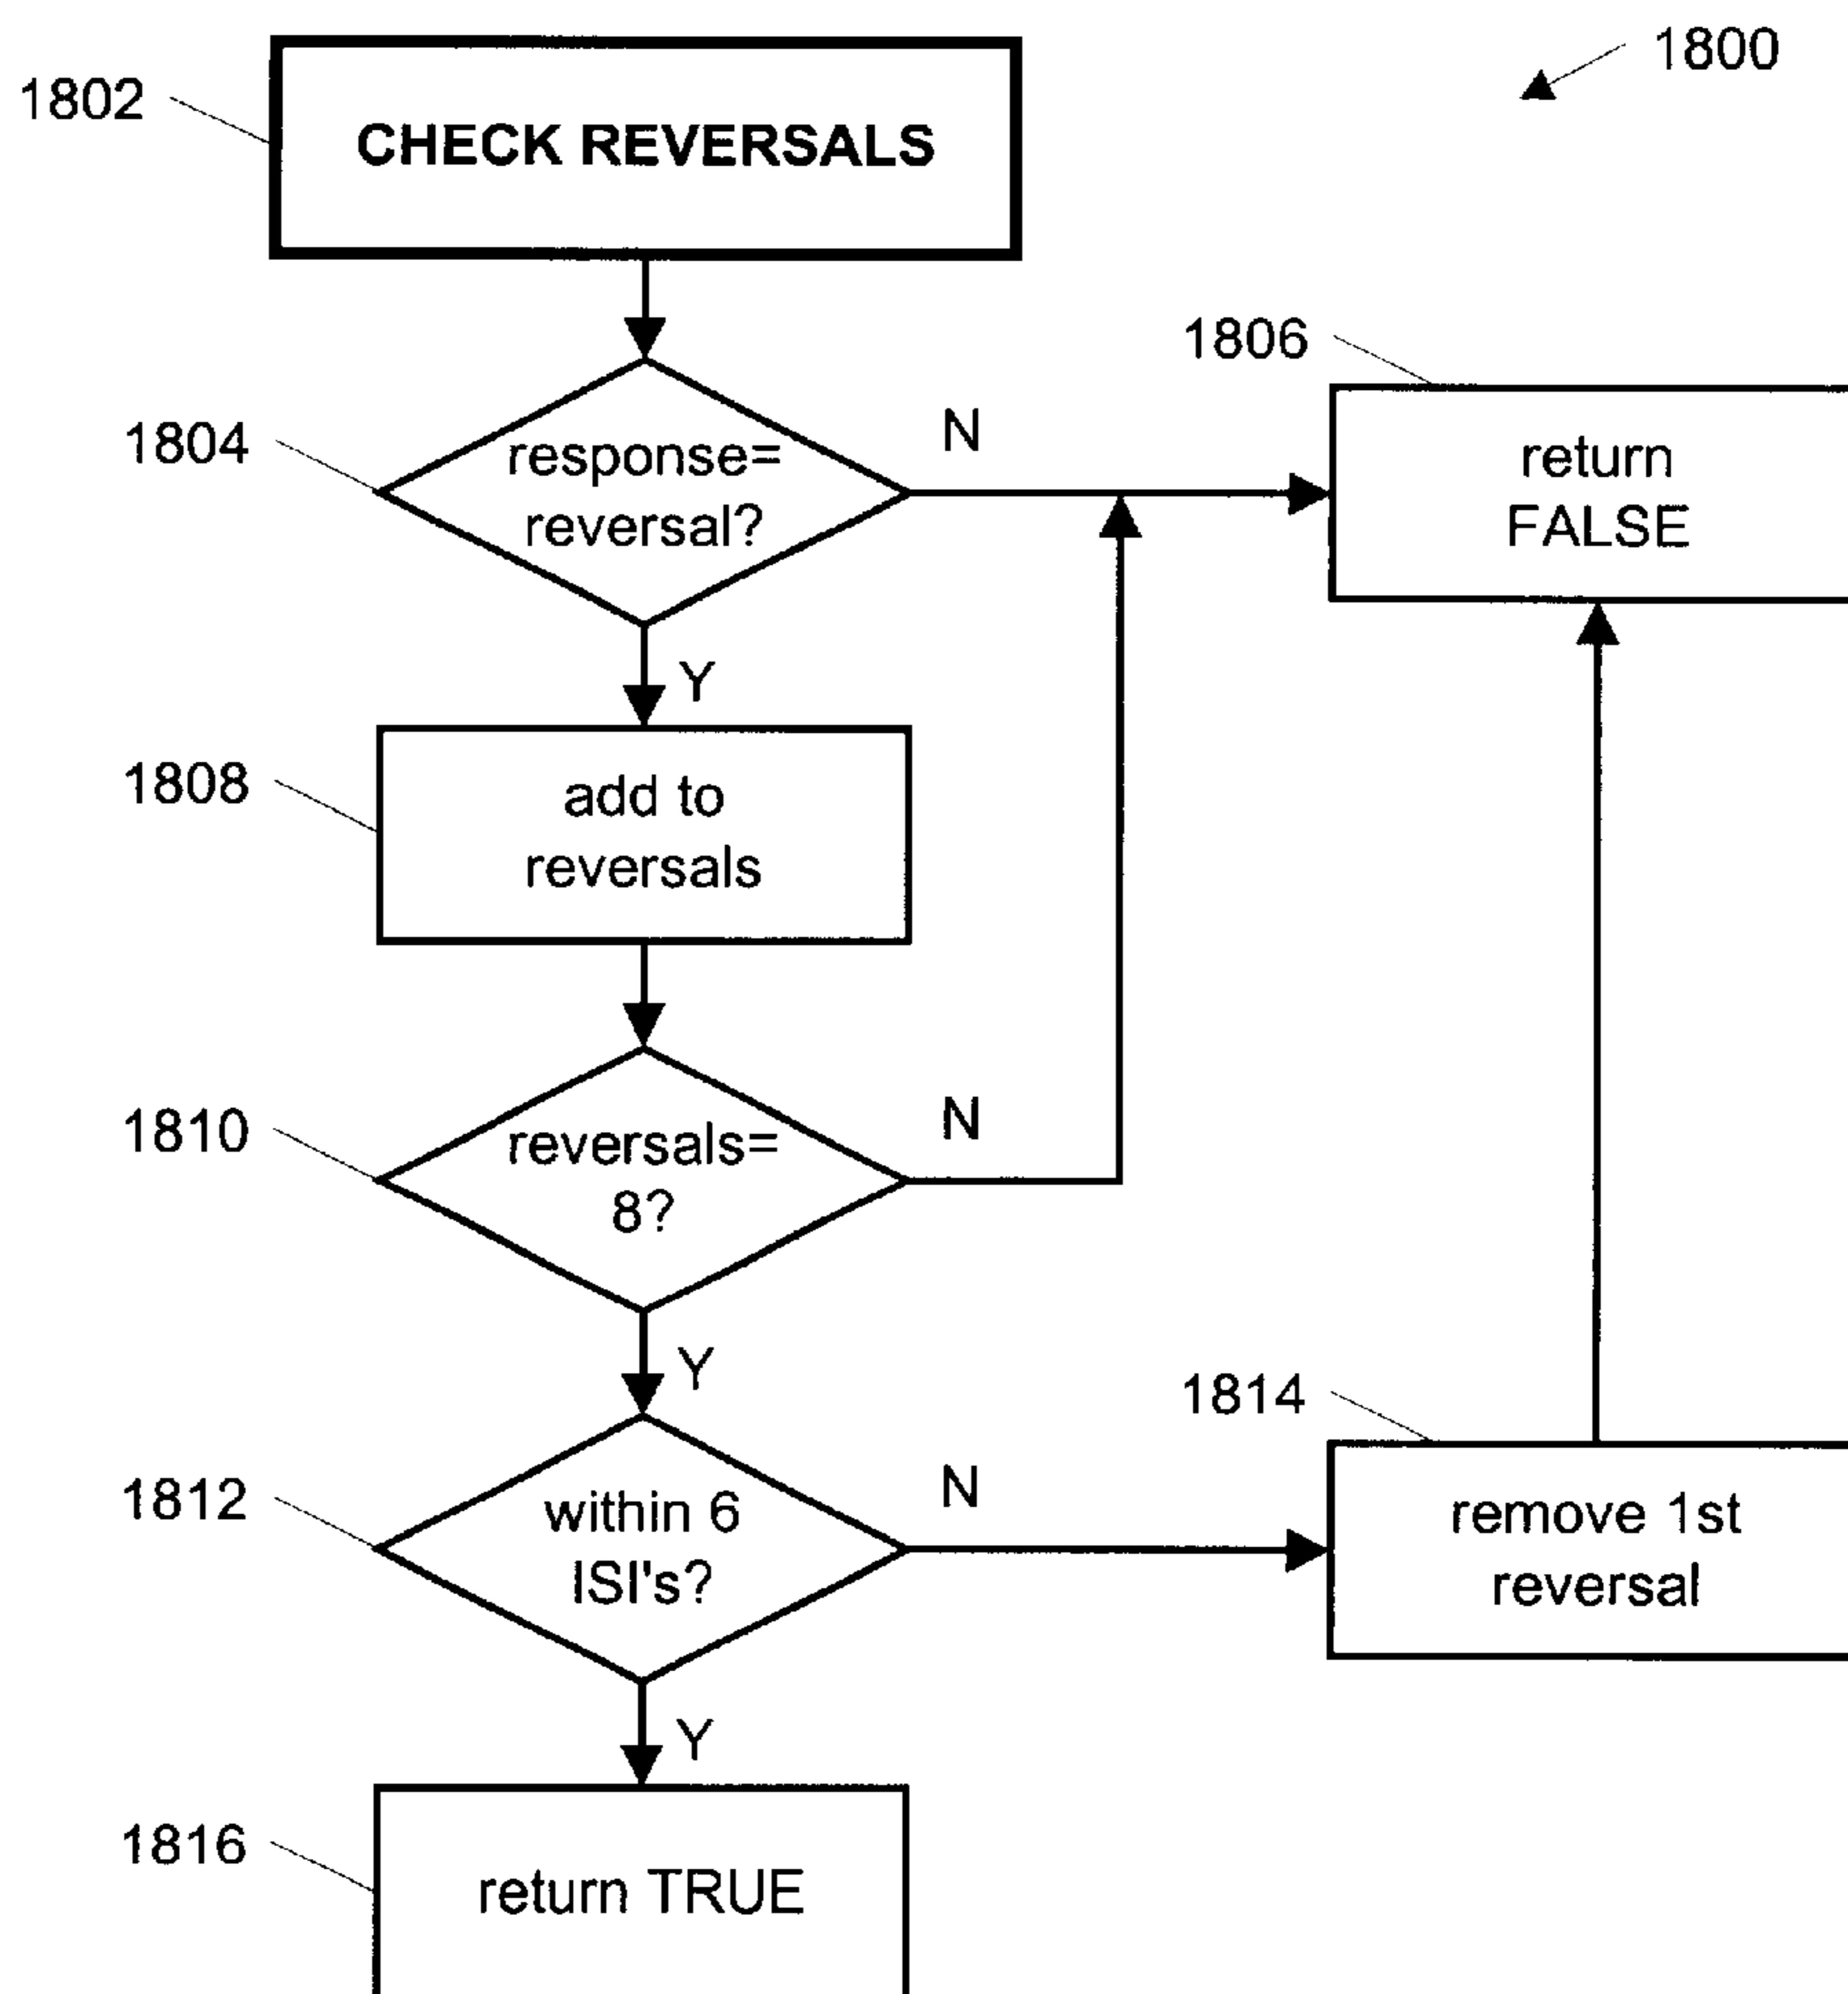 1800
1802
CHECK REVERSALS
1804
response=
reversal?
N
1806
return
FALSE
Y
1808
add to
reversals
1810
reversals=
8?
N
Y
1812
within 6
ISI's?
N
1814
remove 1st
reversal
Y
1816
return TRUE